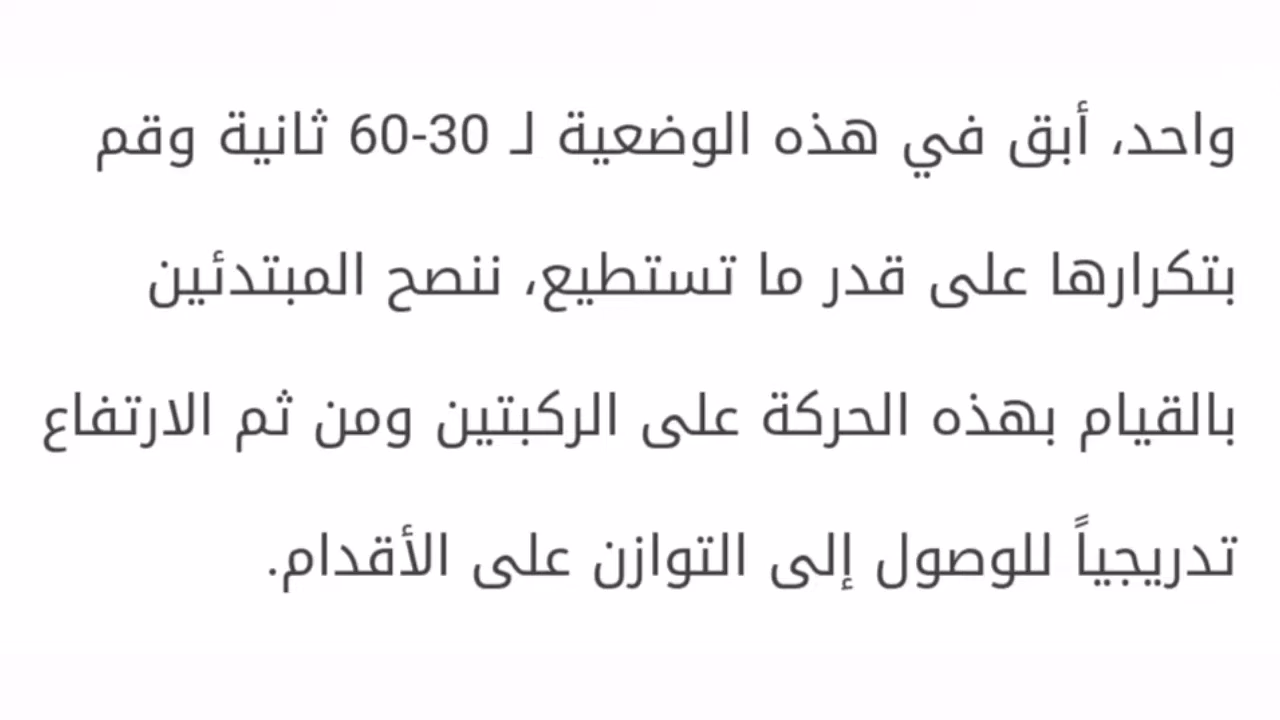 واحد، أبق في هذه الوضعية لـ 30-60 ثانية وقم
بتكرارها على قدر ما تستطيع، ننصح المبتدئين
بالقيام بهذه الحركة على الركبتين ومن ثم الارتفاع
تدريجياً للوصول إلى التوازن على الأقدام.